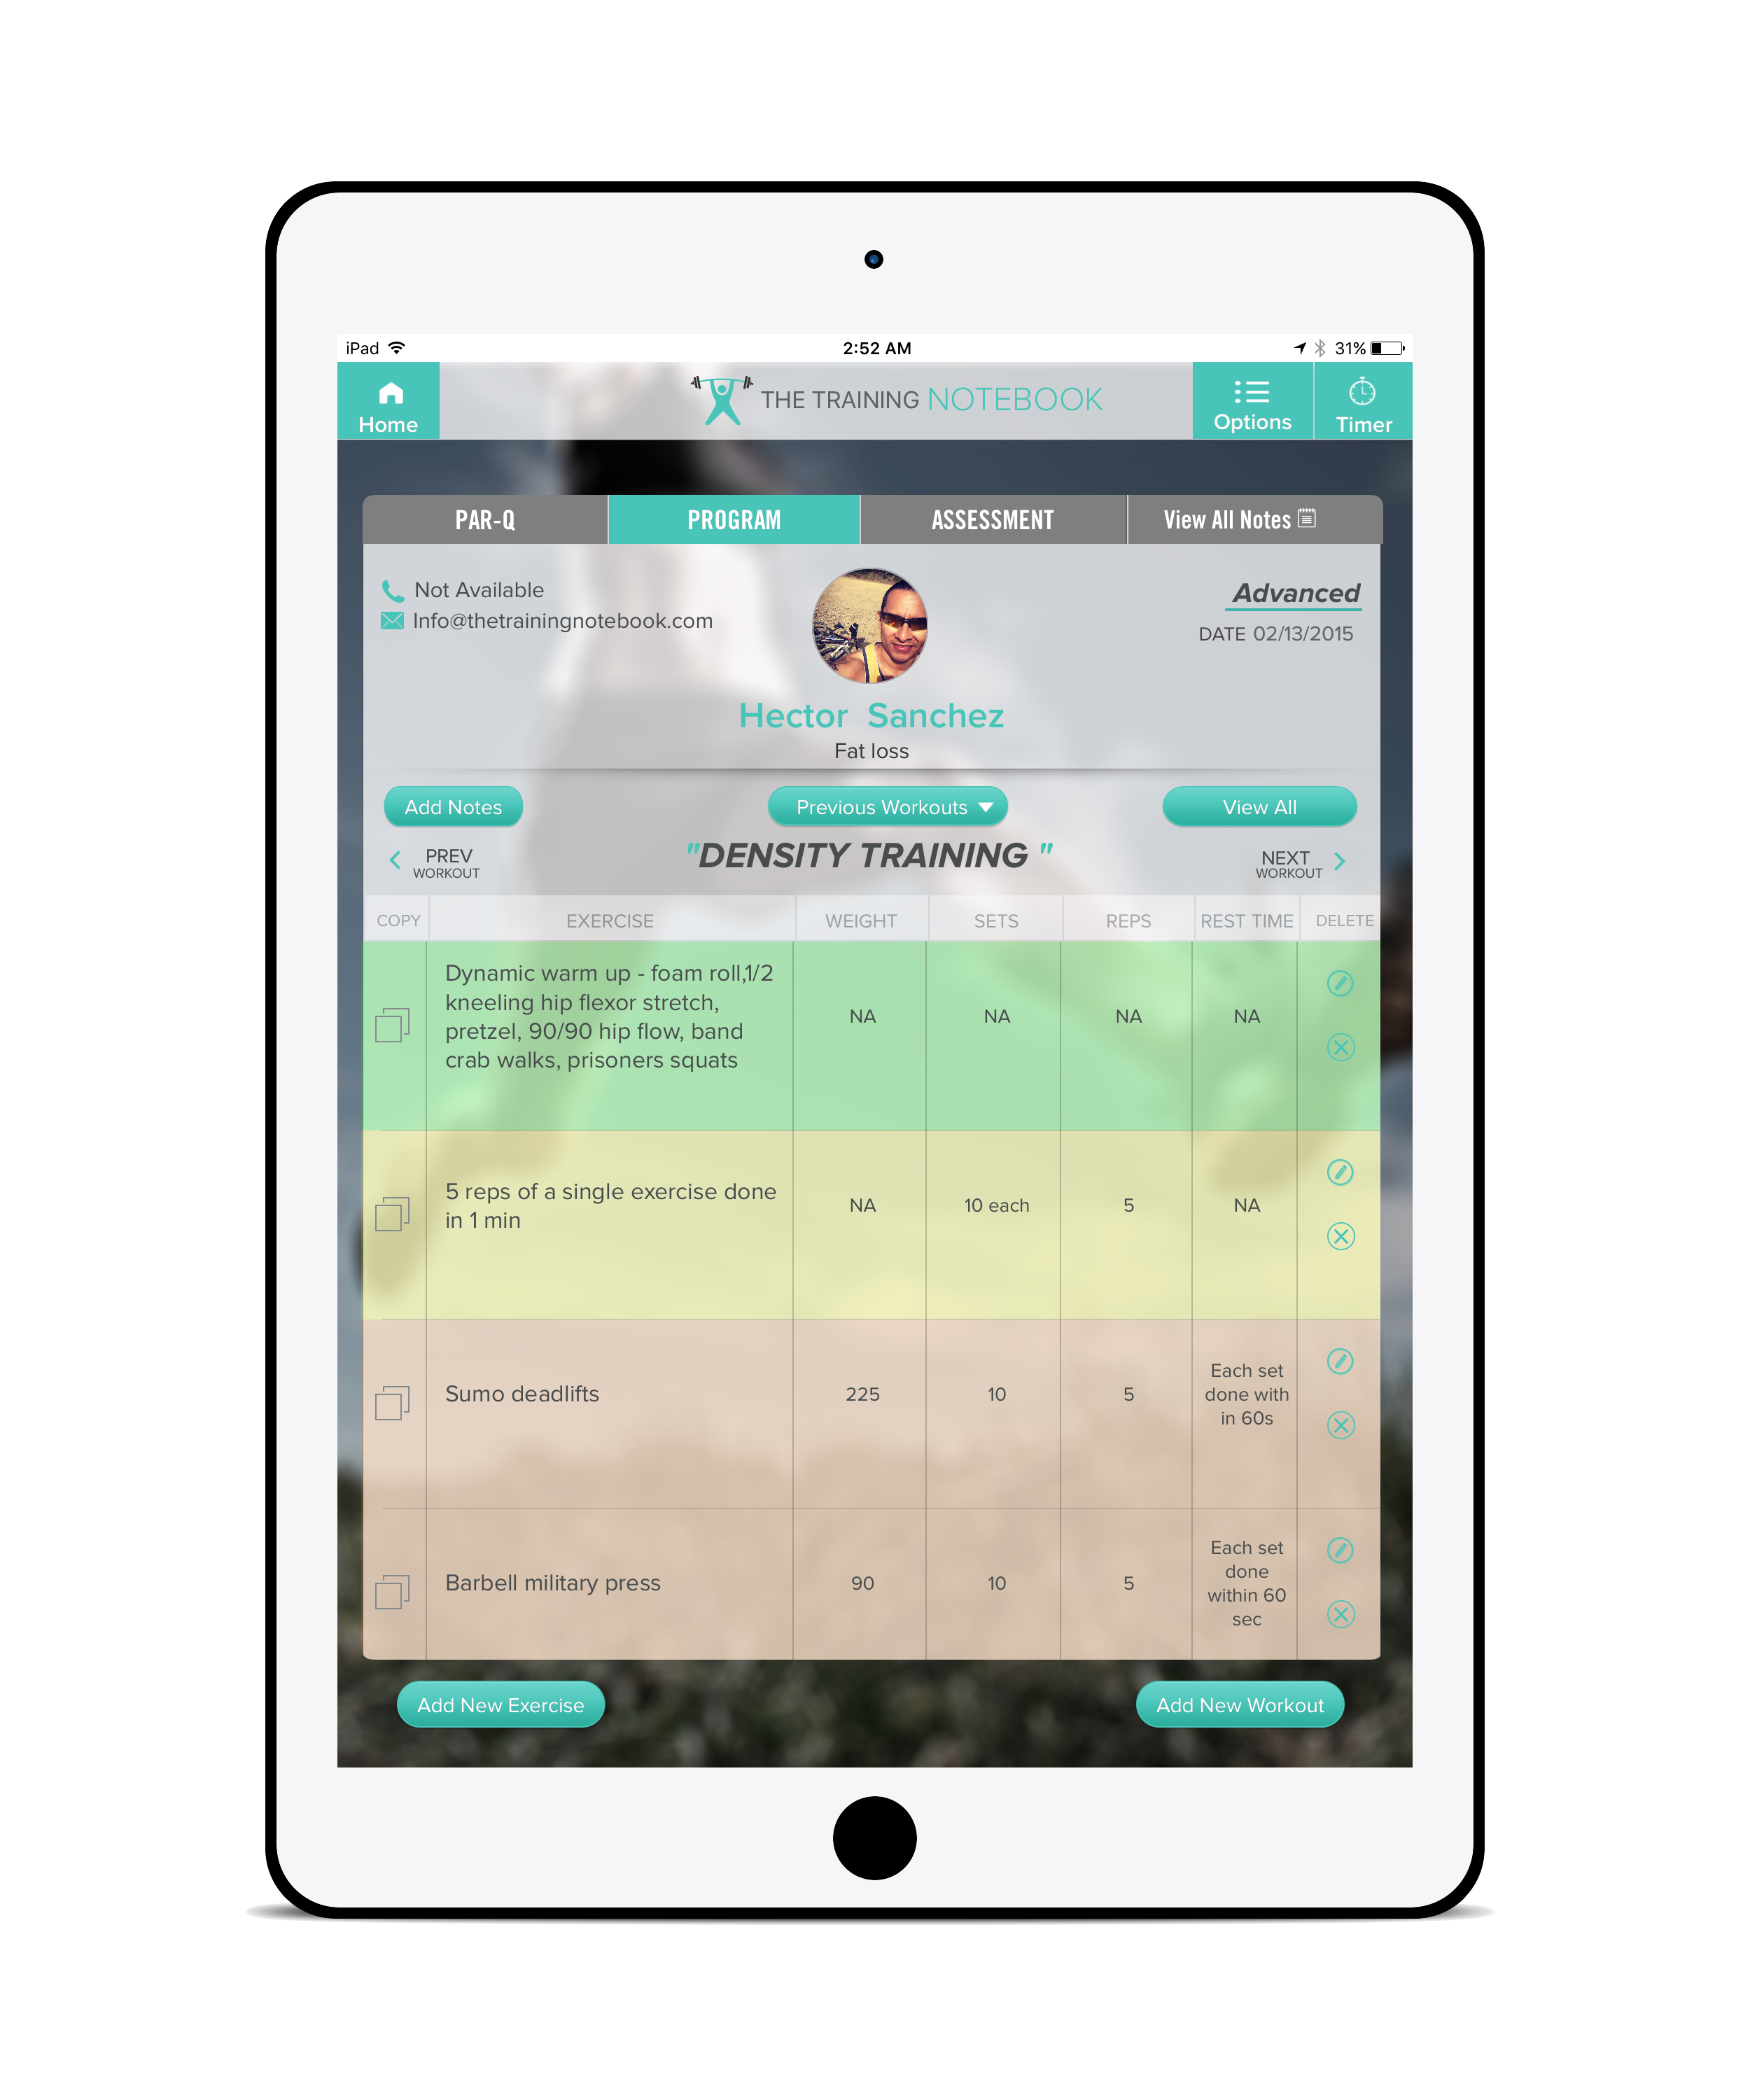 iPad 2:52 AM 31%
Home THE TRAINING NOTEBOOK Options Timer
PAR-Q PROGRAM ASSESSMENT View All Notes
Not Available
Info@thetrainingnotebook.com
Advanced
DATE 02/13/2015
Hector Sanchez
Fat loss
Add Notes Previous Workouts View All
PREV
WORKOUT
"DENSITY TRAINING "
NEXT
WORKOUT
COPY EXERCISE WEIGHT SETS REPS REST TIME DELETE
Dynamic warm up - foam roll,1/2
kneeling hip flexor stretch,
pretzel, 90/90 hip flow, band
crab walks, prisoners squats
NA NA NA NA
5 reps of a single exercise done
in 1 min
NA 10 each 5 NA
Sumo deadlifts 225 10 5
Each set
done with
in 60s
Barbell military press 90 10 5
Each set
done
within 60
sec
Add New Exercise Add New Workout